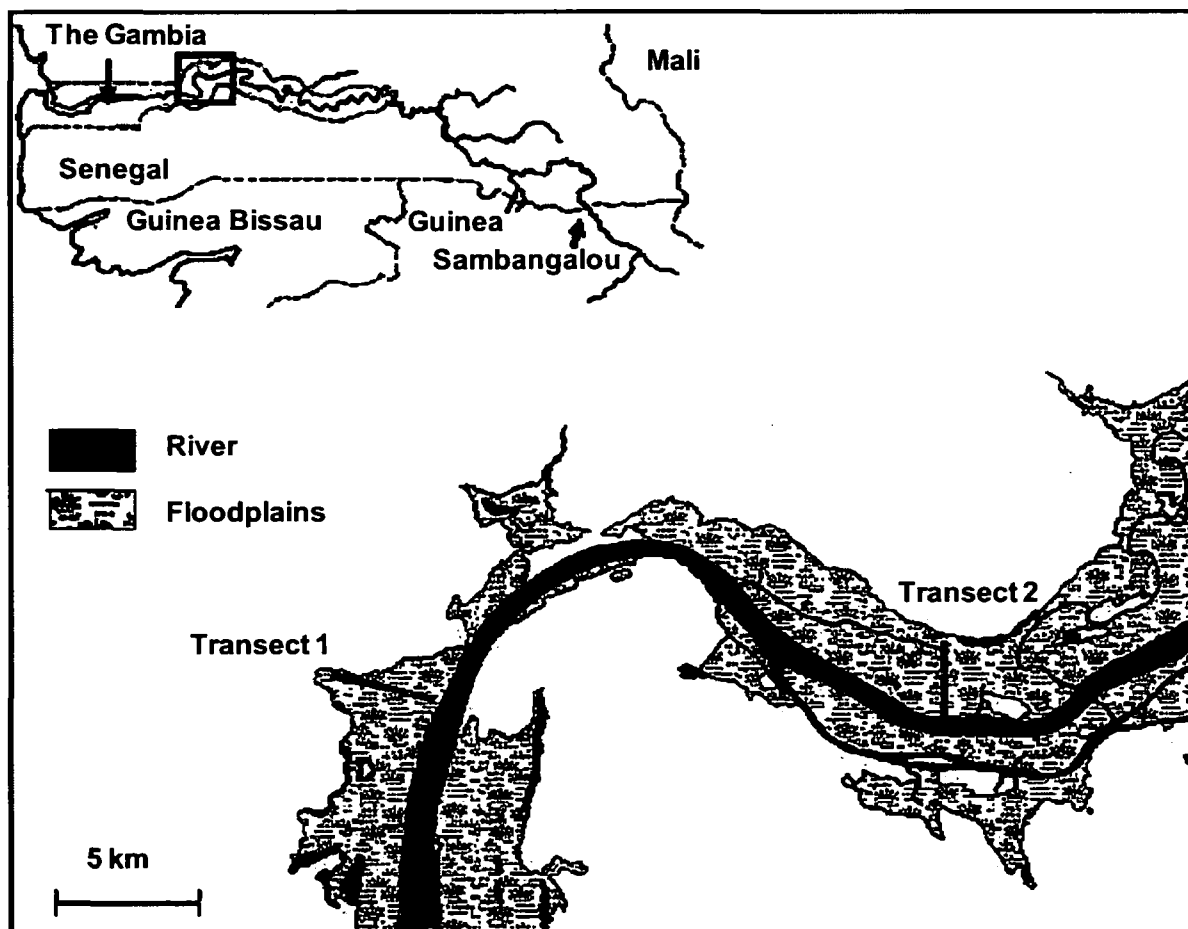 The Gambia
Mali
Senegal
Guinea Bissau
Guinea
Sambangalou
River
Floodplains
Transect 1
Transect 2
5 km